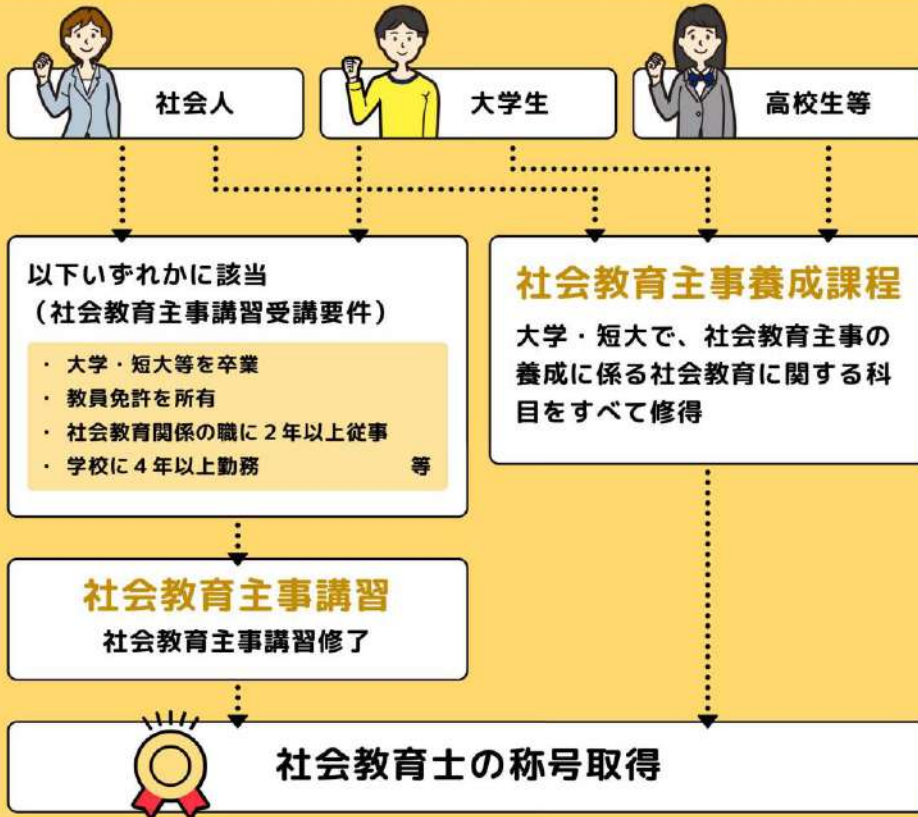 社会人
大学生
高校生等
以下いずれかに該当
（社会教育主事講習受講要件）
・ 大学・短大等を卒業
・ 教員免許を所有
・ 社会教育関係の職に２年以上従事
・ 学校に４年以上勤務 等
社会教育主事養成課程
大学・短大で、社会教育主事の
養成に係る社会教育に関する科
目をすべて修得
社会教育主事講習
社会教育主事講習修了
社会教育士の称号取得